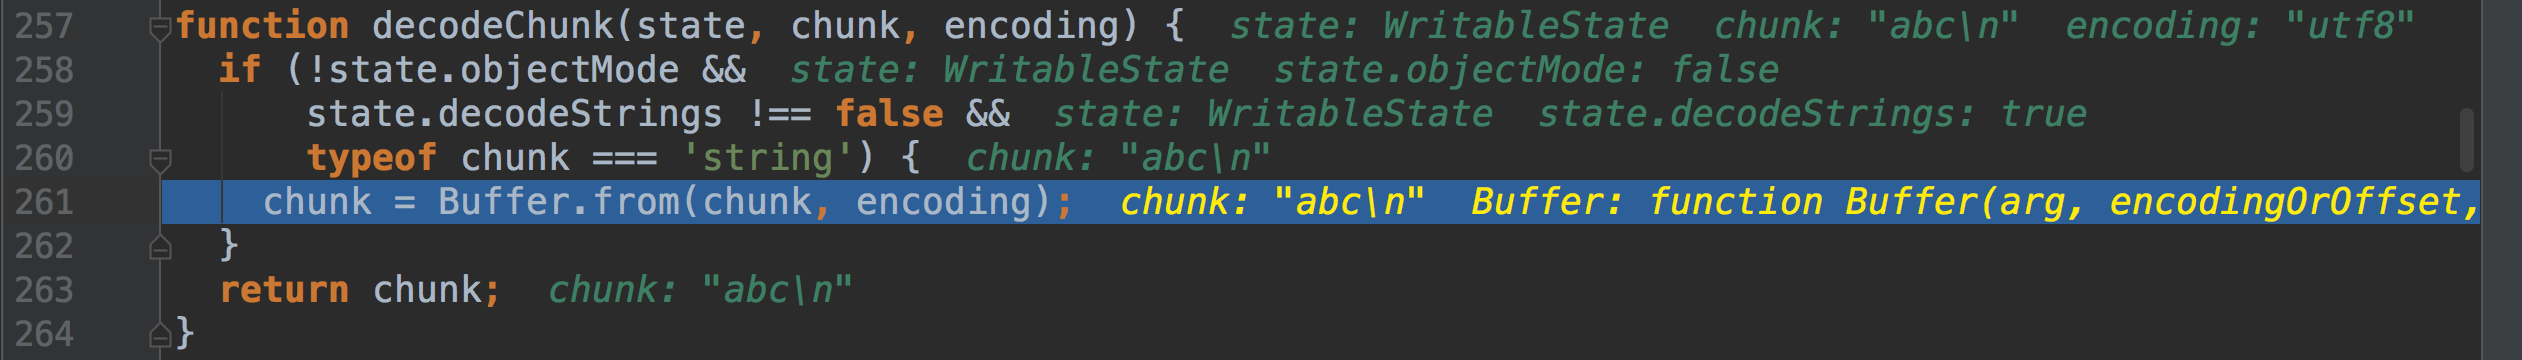 257 function decodeChunk(state, chunk, encoding) { state: WritableState chunk: "abc\n" encoding: "utf8"
258 if (!state.objectMode && state: WritableState state.objectMode: false
259 state.decodeStrings !== false && state: WritableState state.decodeStrings: true
260 typeof chunk === 'string') { chunk: "abc\n"
261 chunk = Buffer.from(chunk, encoding); chunk: "abc\n" Buffer: function Buffer(arg, encodingOrOffset,
262 }
263 return chunk; chunk: "abc\n"
264 }